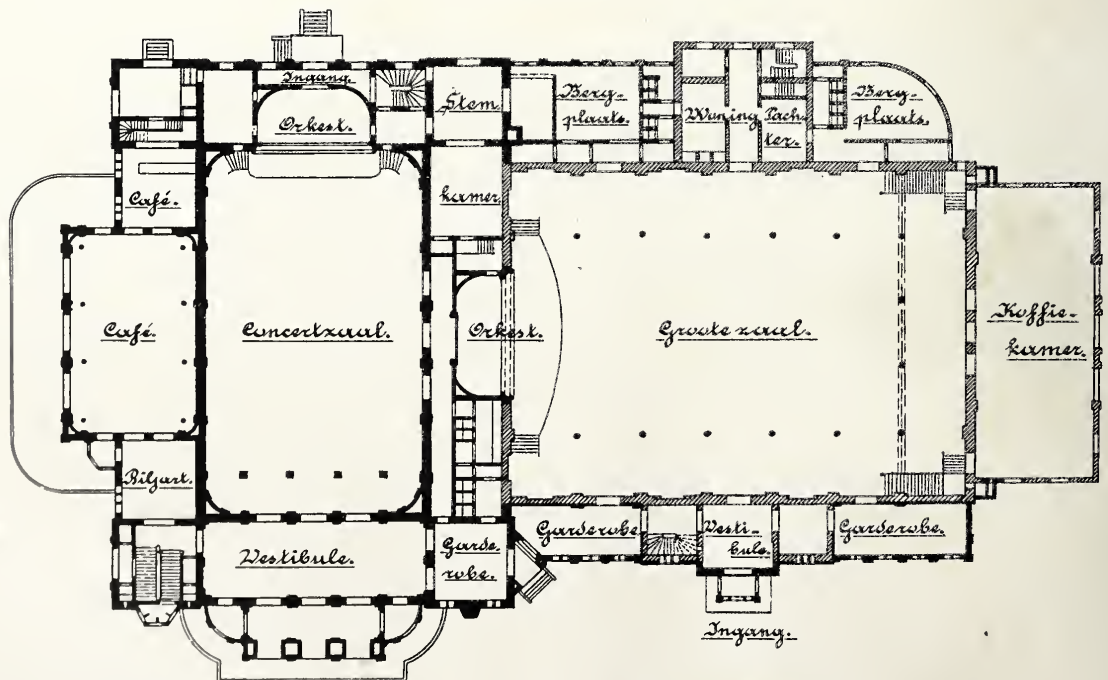 Ingang.
Orkest.
Stem
kamer.
Berg-
plaats.
Woning
Pach-
ter.
Berg-
plaats.
Café.
Café.
Concertzaal.
Orkest.
Groote zaal.
Koffie-
kamer.
Biljart.
Vestibule.
Garde
robe.
Garderobe
Vesti-
bule.
Garderobe.
Ingang.